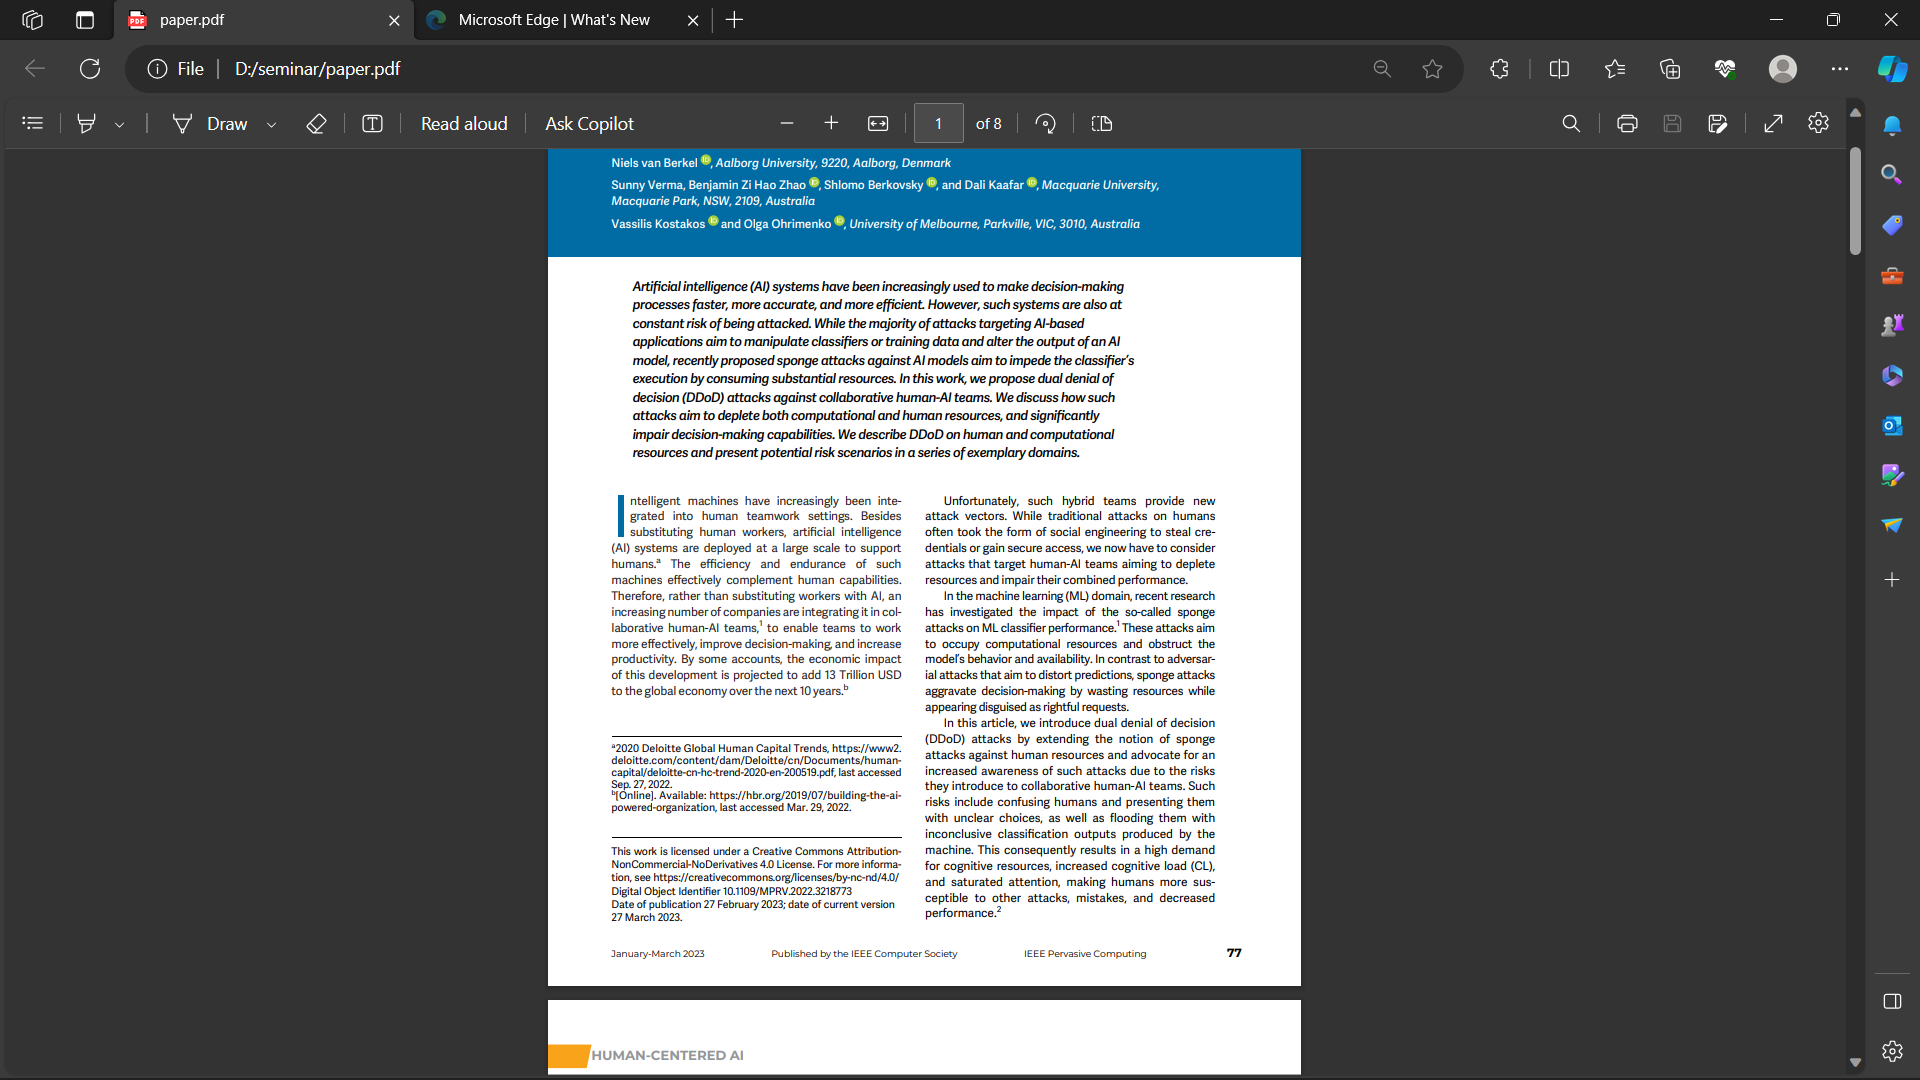 paper.pdf
Microsoft Edge | What's New
File
D:/seminar/paper.pdf
Draw
Read aloud
Ask Copilot
1
of 8
Niels van Berkel, Aalborg University, 9220, Aalborg, Denmark
Sunny Verma, Benjamin Zi Hao Zhao, Shlomo Berkovsky, and Dali Kaafar, Macquarie University,
Macquarie Park, NSW, 2109, Australia
Vassilis Kostakos and Olga Ohrimenko, University of Melbourne, Parkville, VIC, 3010, Australia
Artificial intelligence (AI) systems have been increasingly used to make decision-making
processes faster, more accurate, and more efficient. However, such systems are also at
constant risk of being attacked. While the majority of attacks targeting AI-based
applications aim to manipulate classifiers or training data and alter the output of an AI
model, recently proposed sponge attacks against AI models aim to impede the classifier's
execution by consuming substantial resources. In this work, we propose dual denial of
decision (DDoD) attacks against collaborative human-AI teams. We discuss how such
attacks aim to deplete both computational and human resources, and significantly
impair decision-making capabilities. We describe DDoD on human and computational
resources and present potential risk scenarios in a series of exemplary domains.
Intelligent machines have increasingly been inte-
grated into human teamwork settings. Besides
substituting human workers, artificial intelligence
(AI) systems are deployed at a large scale to support
humans.ᵃ The efficiency and endurance of such
machines effectively complement human capabilities.
Therefore, rather than substituting workers with AI, an
increasing number of companies are integrating it in col-
laborative human-AI teams,¹ to enable teams to work
more effectively, improve decision-making, and increase
productivity. By some accounts, the economic impact
of this development is projected to add 13 Trillion USD
to the global economy over the next 10 years.ᵇ
ᵃ2020 Deloitte Global Human Capital Trends, https://www2.
deloitte.com/content/dam/Deloitte/cn/Documents/human-
capital/deloitte-cn-hc-trend-2020-en-200519.pdf, last accessed
Sep. 27, 2022.
ᵇ[Online]. Available: https://hbr.org/2019/07/building-the-ai-
powered-organization, last accessed Mar. 29, 2022.
This work is licensed under a Creative Commons Attribution-
NonCommercial-NoDerivatives 4.0 License. For more informa-
tion, see https://creativecommons.org/licenses/by-nc-nd/4.0/
Digital Object Identifier 10.1109/MPRV.2022.3218773
Date of publication 27 February 2023; date of current version
27 March 2023.
Unfortunately, such hybrid teams provide new
attack vectors. While traditional attacks on humans
often took the form of social engineering to steal cre-
dentials or gain secure access, we now have to consider
attacks that target human-AI teams aiming to deplete
resources and impair their combined performance.
In the machine learning (ML) domain, recent research
has investigated the impact of the so-called sponge
attacks on ML classifier performance.¹ These attacks aim
to occupy computational resources and obstruct the
model's behavior and availability. In contrast to adversar-
ial attacks that aim to distort predictions, sponge attacks
aggravate decision-making by wasting resources while
appearing disguised as rightful requests.
In this article, we introduce dual denial of decision
(DDoD) attacks by extending the notion of sponge
attacks against human resources and advocate for an
increased awareness of such attacks due to the risks
they introduce to collaborative human-AI teams. Such
risks include confusing humans and presenting them
with unclear choices, as well as flooding them with
inconclusive classification outputs produced by the
machine. This consequently results in a high demand
for cognitive resources, increased cognitive load (CL),
and saturated attention, making humans more sus-
ceptible to other attacks, mistakes, and decreased
performance.²
January-March 2023
Published by the IEEE Computer Society
IEEE Pervasive Computing
77
HUMAN-CENTERED AI